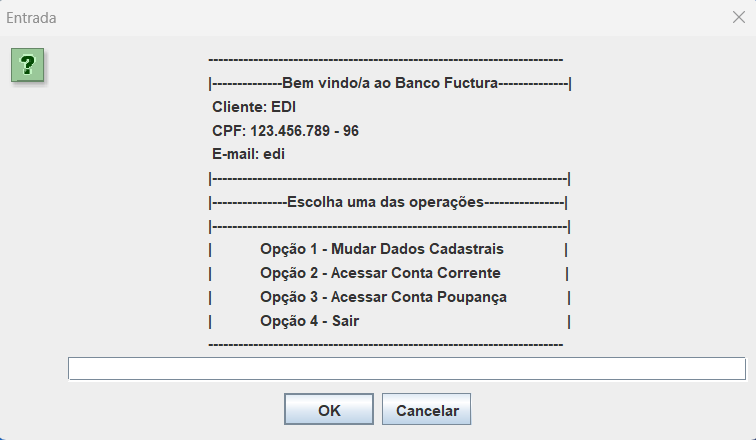 Entrada
-----------------------------------------------------------------------
|--------------Bem vindo/a ao Banco Fuctura--------------|
Cliente: EDI
CPF: 123.456.789 - 96
E-mail: edi
|-----------------------------------------------------------------------|
|---------------Escolha uma das operações----------------|
|-----------------------------------------------------------------------|
| Opção 1 - Mudar Dados Cadastrais |
| Opção 2 - Acessar Conta Corrente |
| Opção 3 - Acessar Conta Poupança |
| Opção 4 - Sair |
-----------------------------------------------------------------------
OK Cancelar